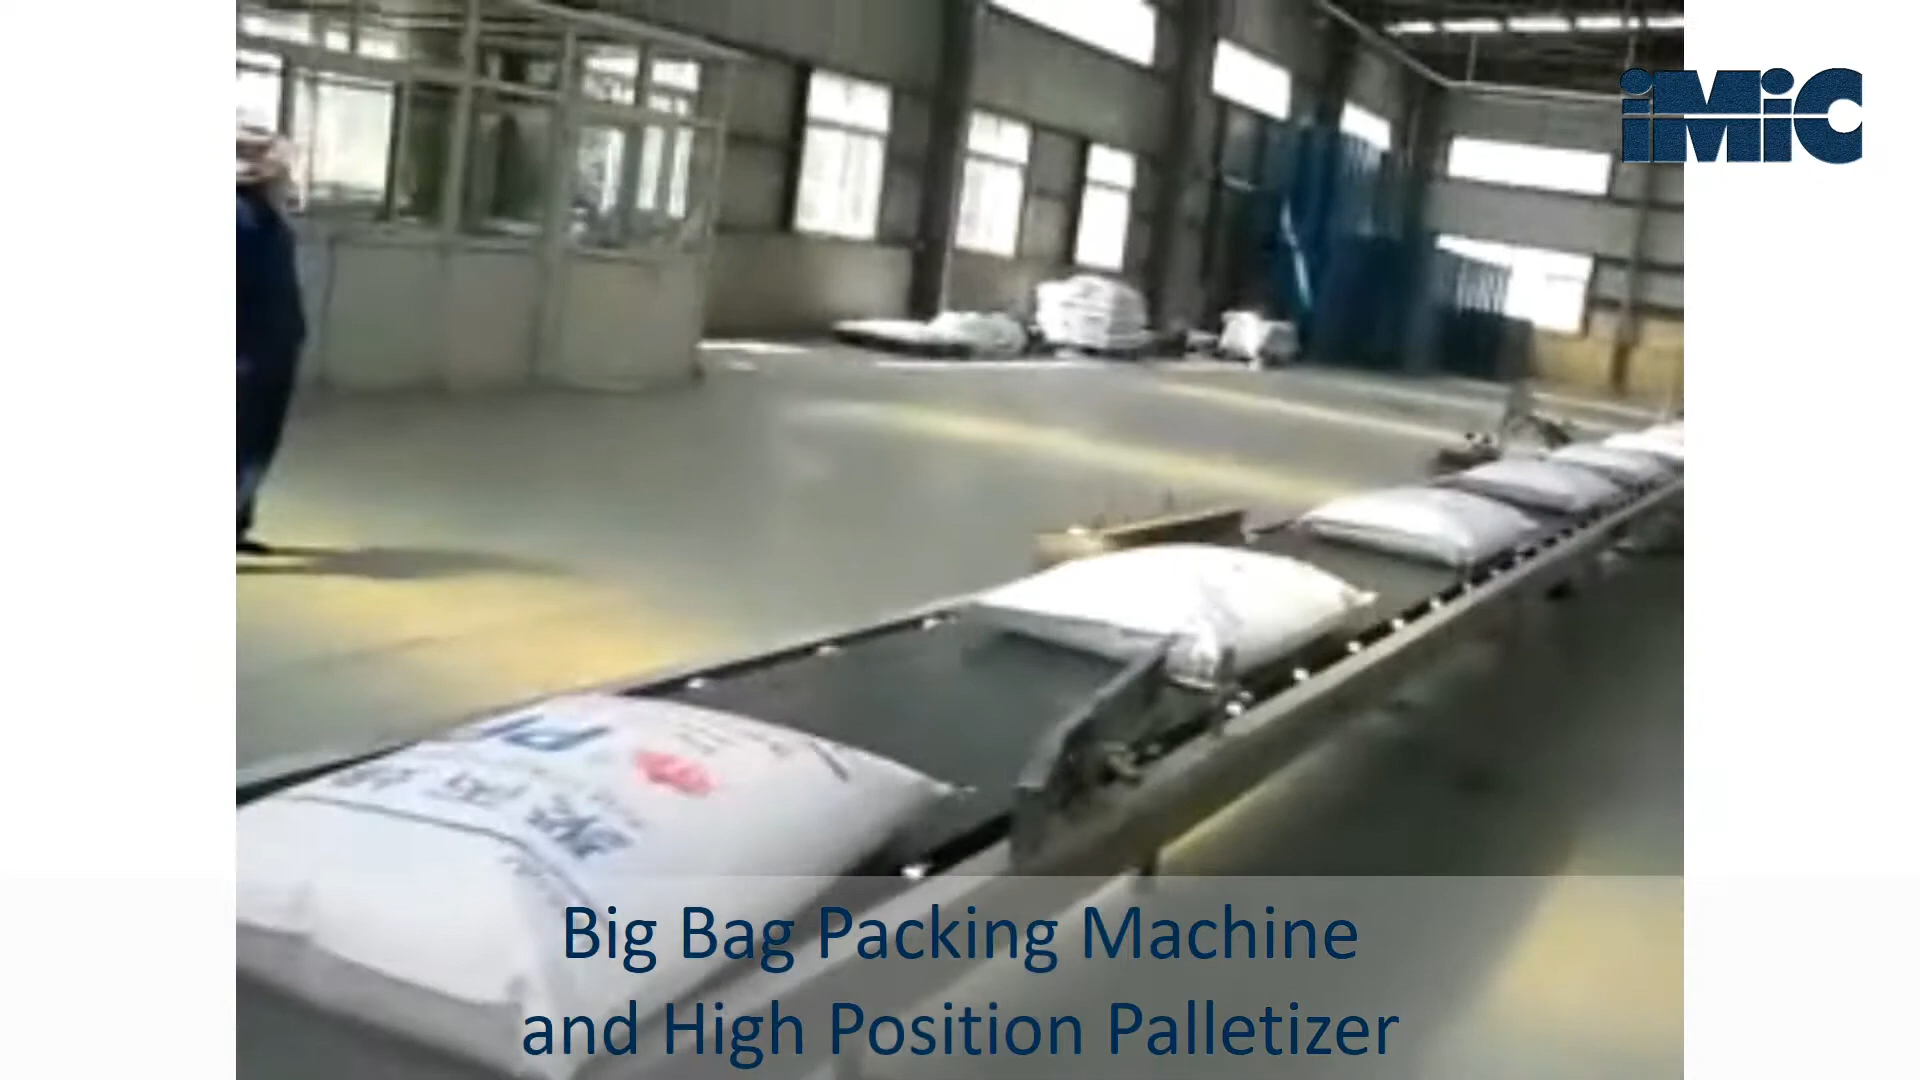 iMiC
Big Bag Packing Machine
and High Position Palletizer